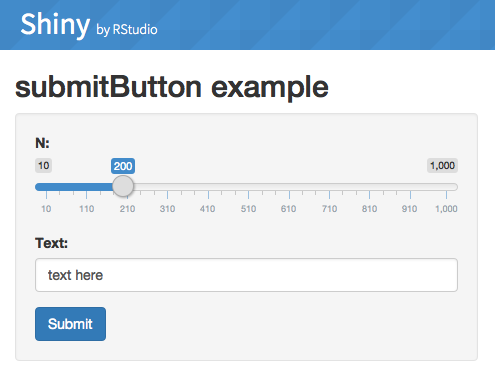 Shiny by RStudio
submitButton example
N:
10 200 1,000
10 110 210 310 410 510 610 710 810 910 1,000
Text:
text here
Submit